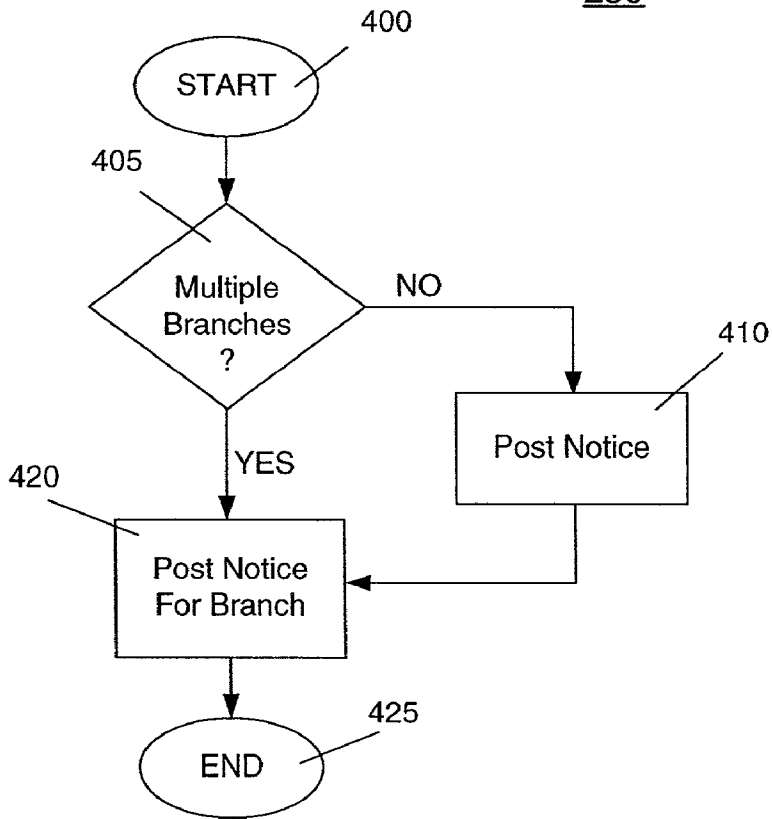 400
START
405
Multiple
Branches
?
NO
410
Post Notice
YES
420
Post Notice
For Branch
425
END